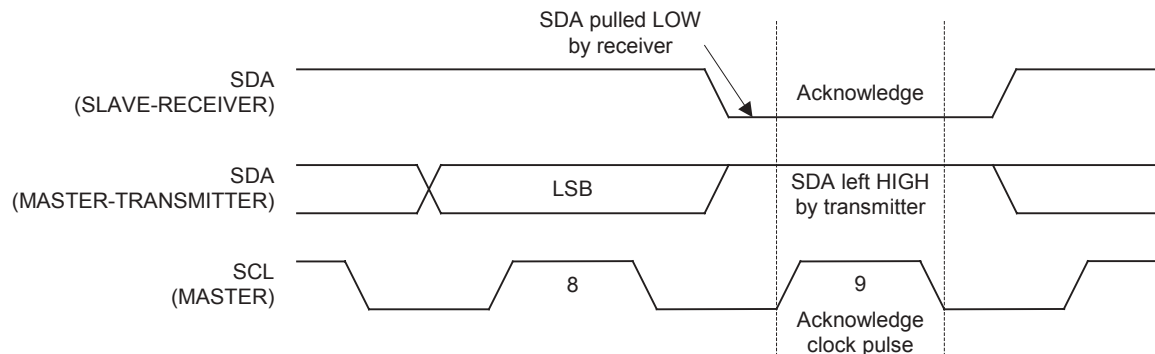 SDA pulled LOW
by receiver
SDA
(SLAVE-RECEIVER)
Acknowledge
SDA
(MASTER-TRANSMITTER)
LSB
SDA left HIGH
by transmitter
SCL
(MASTER)
8
9
Acknowledge
clock pulse